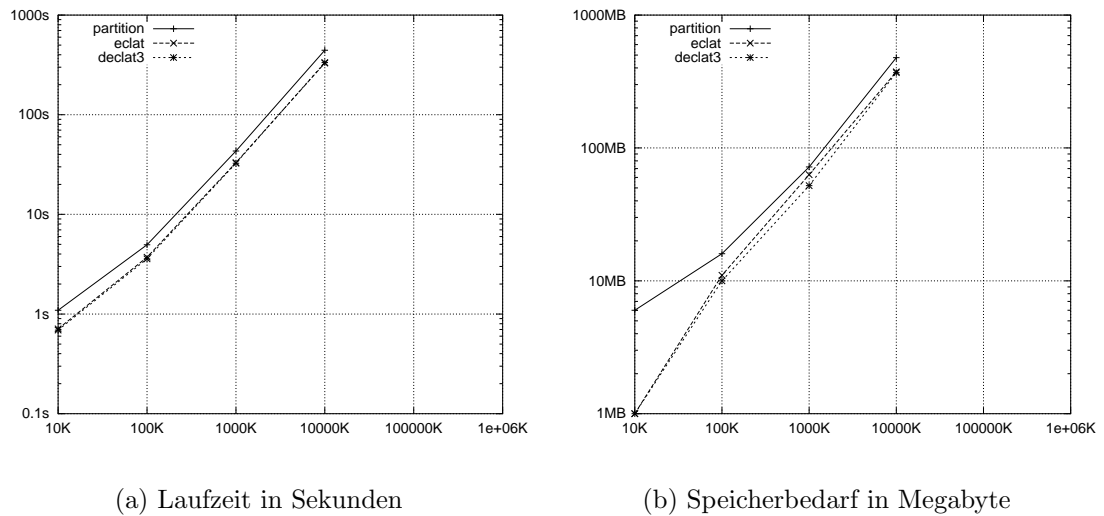 1000s
100s
10s
1s
0.1s
10K 100K 1000K 10000K 100000K 1e+06K
partition
eclat
declat3
(a) Laufzeit in Sekunden
1000MB
100MB
10MB
1MB
10K 100K 1000K 10000K 100000K 1e+06K
partition
eclat
declat3
(b) Speicherbedarf in Megabyte